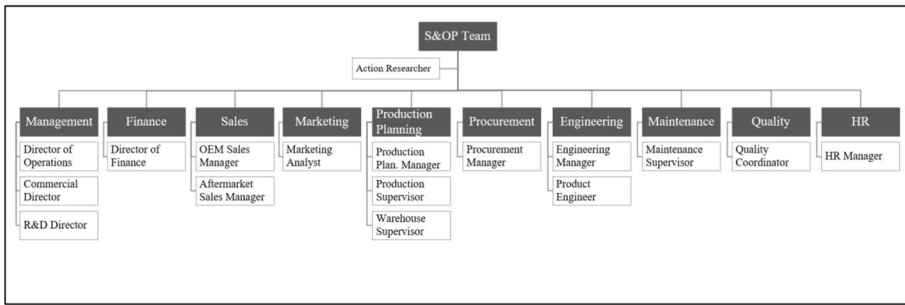 S&OP Team
Action Researcher
Management
Finance
Sales
Marketing
Production
Planning
Procurement
Engineering
Maintenance
Quality
HR
Director of
Operations
Commercial
Director
R&D Director
Director of
Finance
OEM Sales
Manager
Aftermarket
Sales Manager
Marketing
Analyst
Production
Plan. Manager
Production
Supervisor
Warehouse
Supervisor
Procurement
Manager
Engineering
Manager
Product
Engineer
Maintenance
Supervisor
Quality
Coordinator
HR Manager